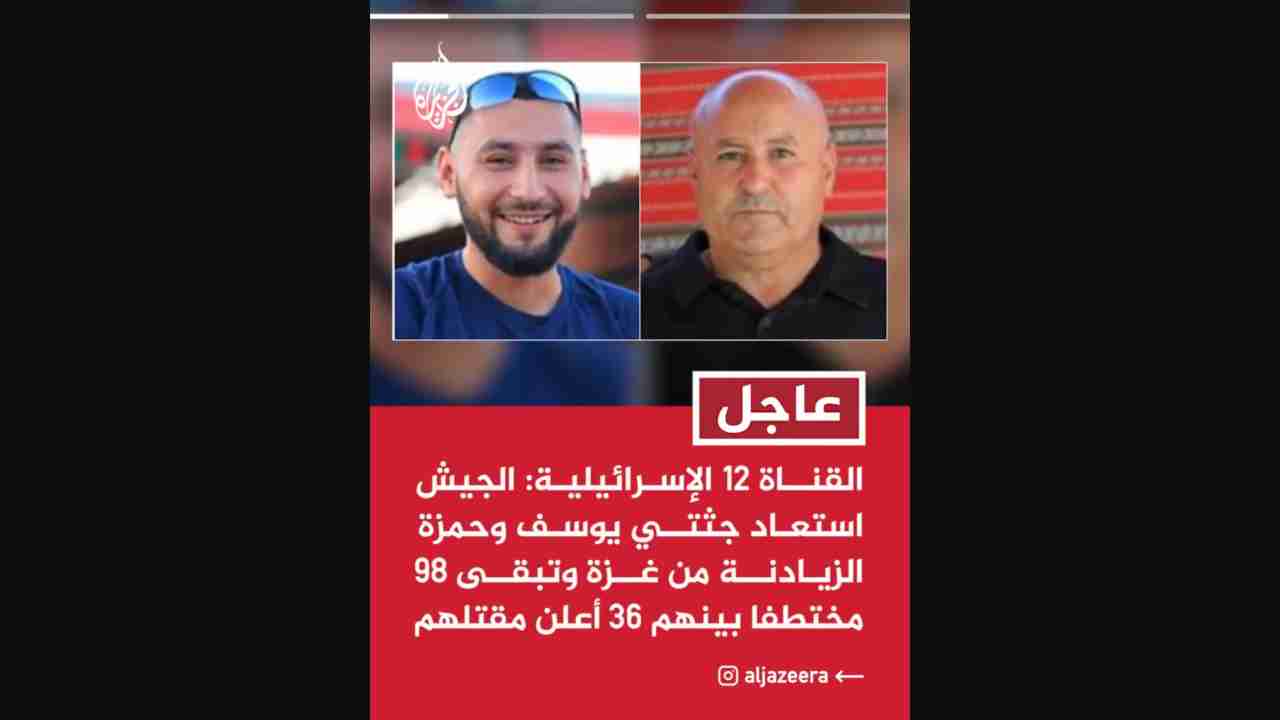 الجزيرة
عاجل
القناة 12 الإسرائيلية: الجيش
استعاد جثتي يوسف وحمزة
الزيادنة من غزة وتبقى 98
مختطفا بينهم 36 أعلن مقتلهم
aljazeera